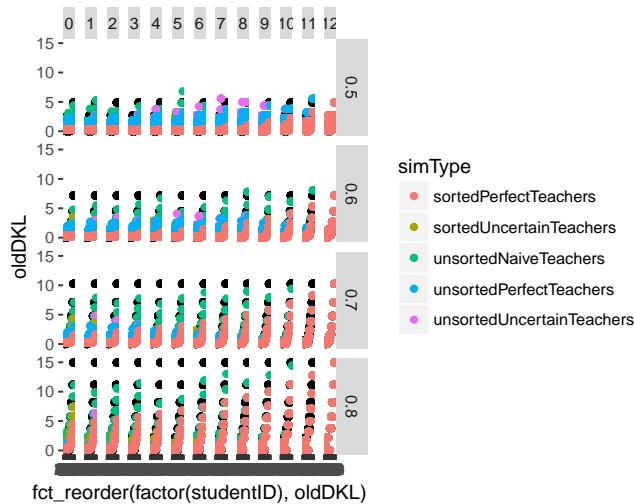 0 1 2 3 4 5 6 7 8 9 10 11 12
15
10
5
0
0.5
15
10
5
0
0.6
15
10
5
0
0.7
15
10
5
0
0.8
oldDKL
fct_reorder(factor(studentID), oldDKL)
simType
sortedPerfectTeachers
sortedUncertainTeachers
unsortedNaiveTeachers
unsortedPerfectTeachers
unsortedUncertainTeachers